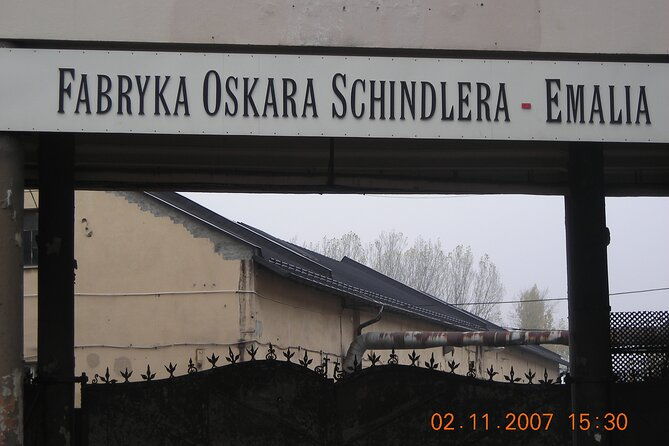 FABRYKA OSKARA SCHINDLERA - EMALIA
02.11.2007 15:30